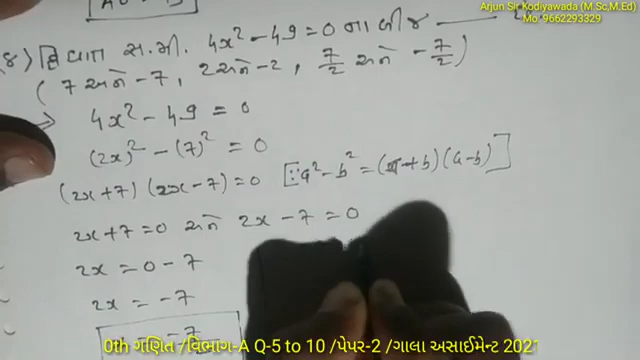 Arjun Sir Kodiyawada (M.Sc,M.Ed)
Mo: 9662293329
(8) દ્વિઘાત સ.મી. 4x² - 49 = 0 ના બીજ ——
(7 અને -7, 2 અને -2, 7/2 અને -7/2)
⇒ 4x² - 49 = 0
(2x)² - (7)² = 0
(2x+7) (2x-7) = 0 [∵ a² - b² = (a+b) (a-b)]
2x+7=0 અને 2x - 7 = 0
2x = 0 - 7
2x = -7
-7
0th ગણિત /વિભાગ-A Q-5 to 10 /પેપર-2 /ગાલા અસાઈમેન્ટ 2021